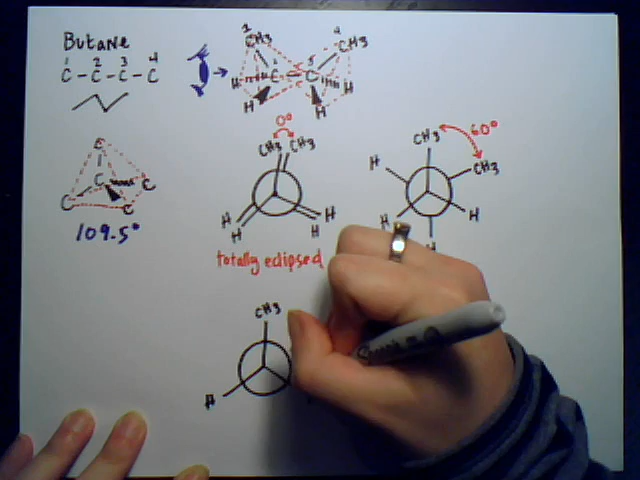 Butane
1 2 3 4
C - C - C - C
1
CH3
4
CH3
2 3
H C C H
H H
0°
CH3 CH3
60°
CH3
CH3
H
C
C C
C
C
109.5°
H H
H H
H H
H
totally eclipsed
CH3
H